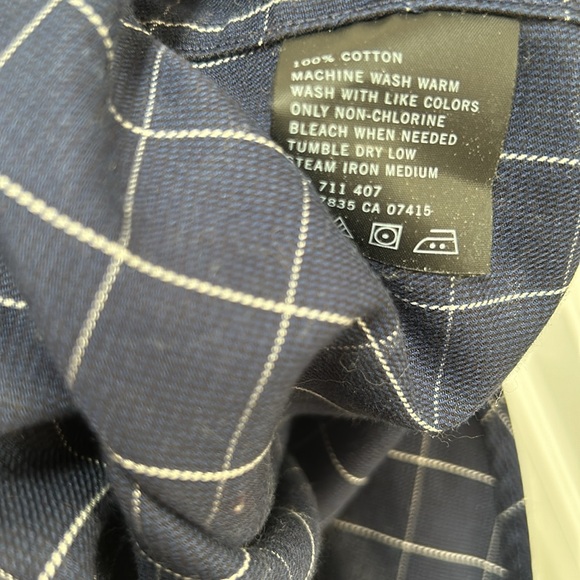 100% COTTON
MACHINE WASH WARM
WASH WITH LIKE COLORS
ONLY NON-CHLORINE
BLEACH WHEN NEEDED
TUMBLE DRY LOW
STEAM IRON MEDIUM
711 407
7835 CA 07415